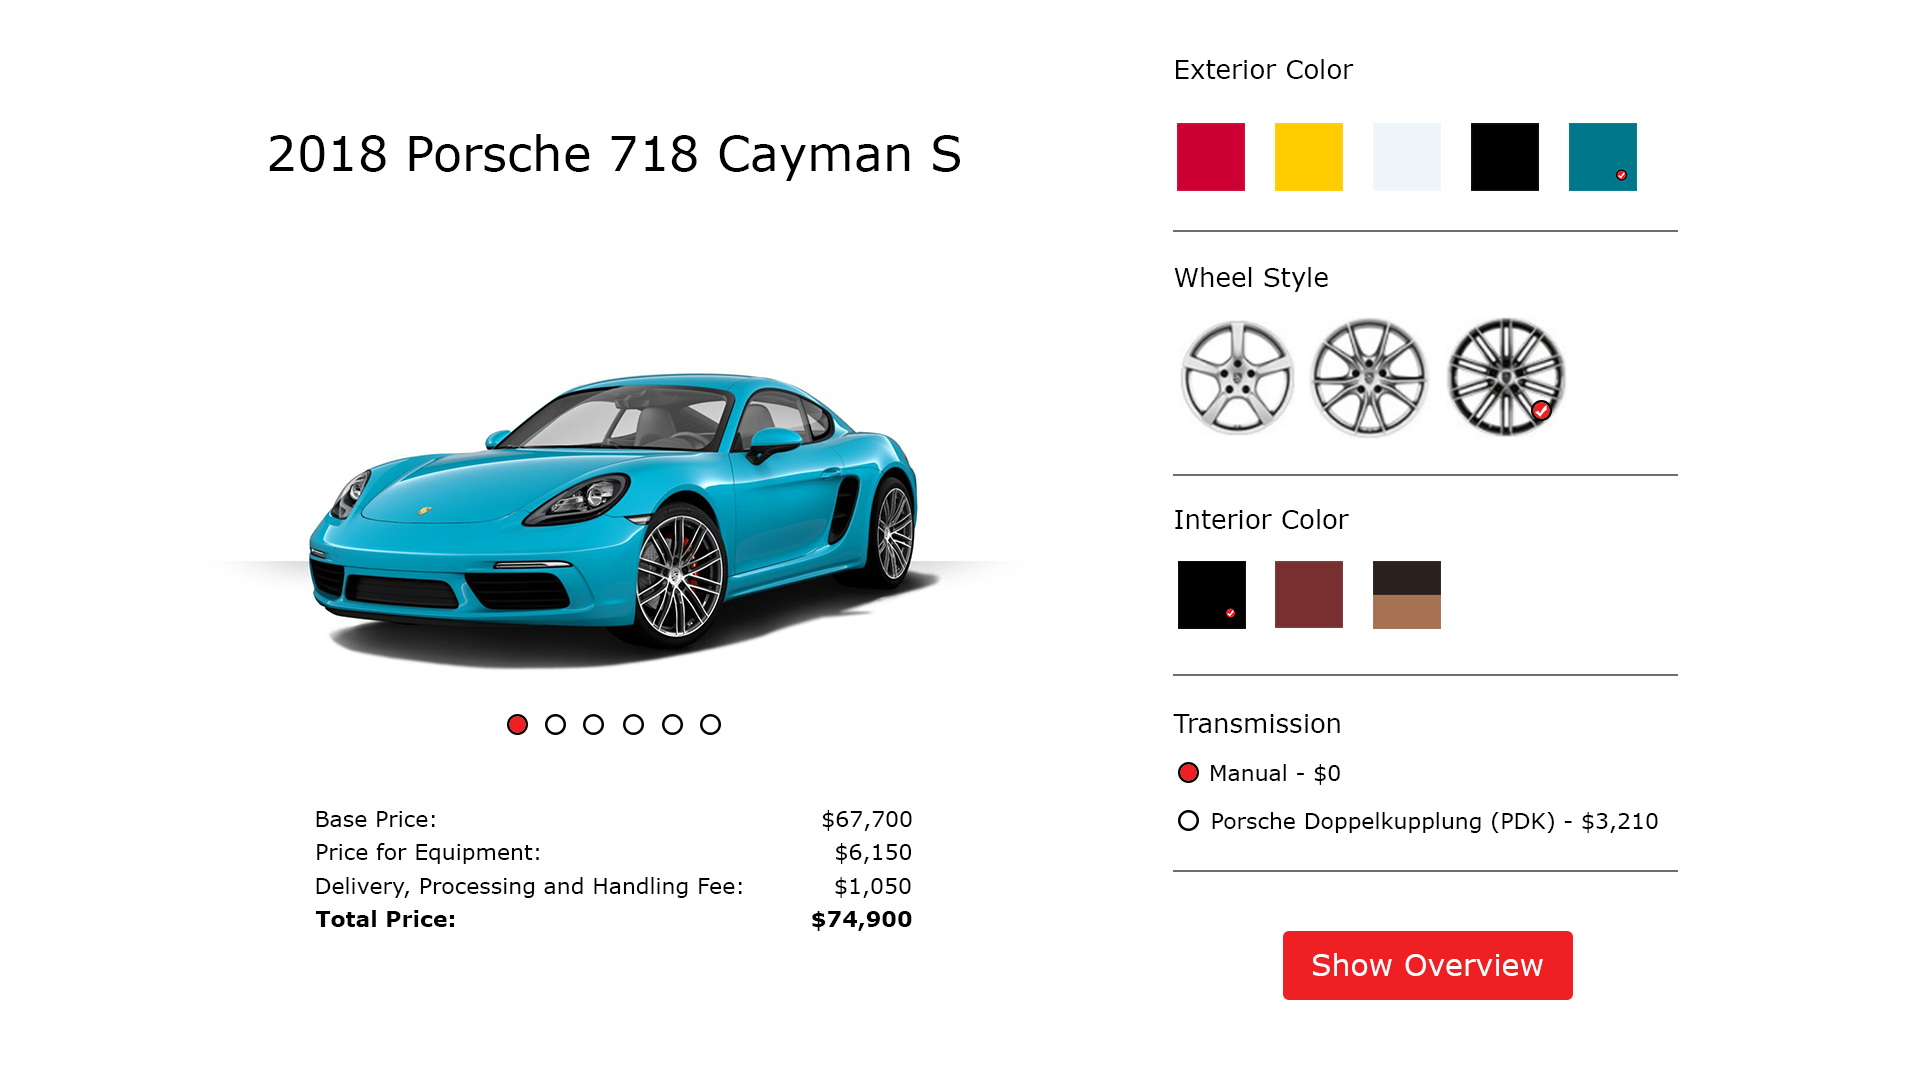 2018 Porsche 718 Cayman S
Base Price: $67,700
Price for Equipment: $6,150
Delivery, Processing and Handling Fee: $1,050
Total Price: $74,900
Exterior Color
Wheel Style
Interior Color
Transmission
Manual - $0
Porsche Doppelkupplung (PDK) - $3,210
Show Overview